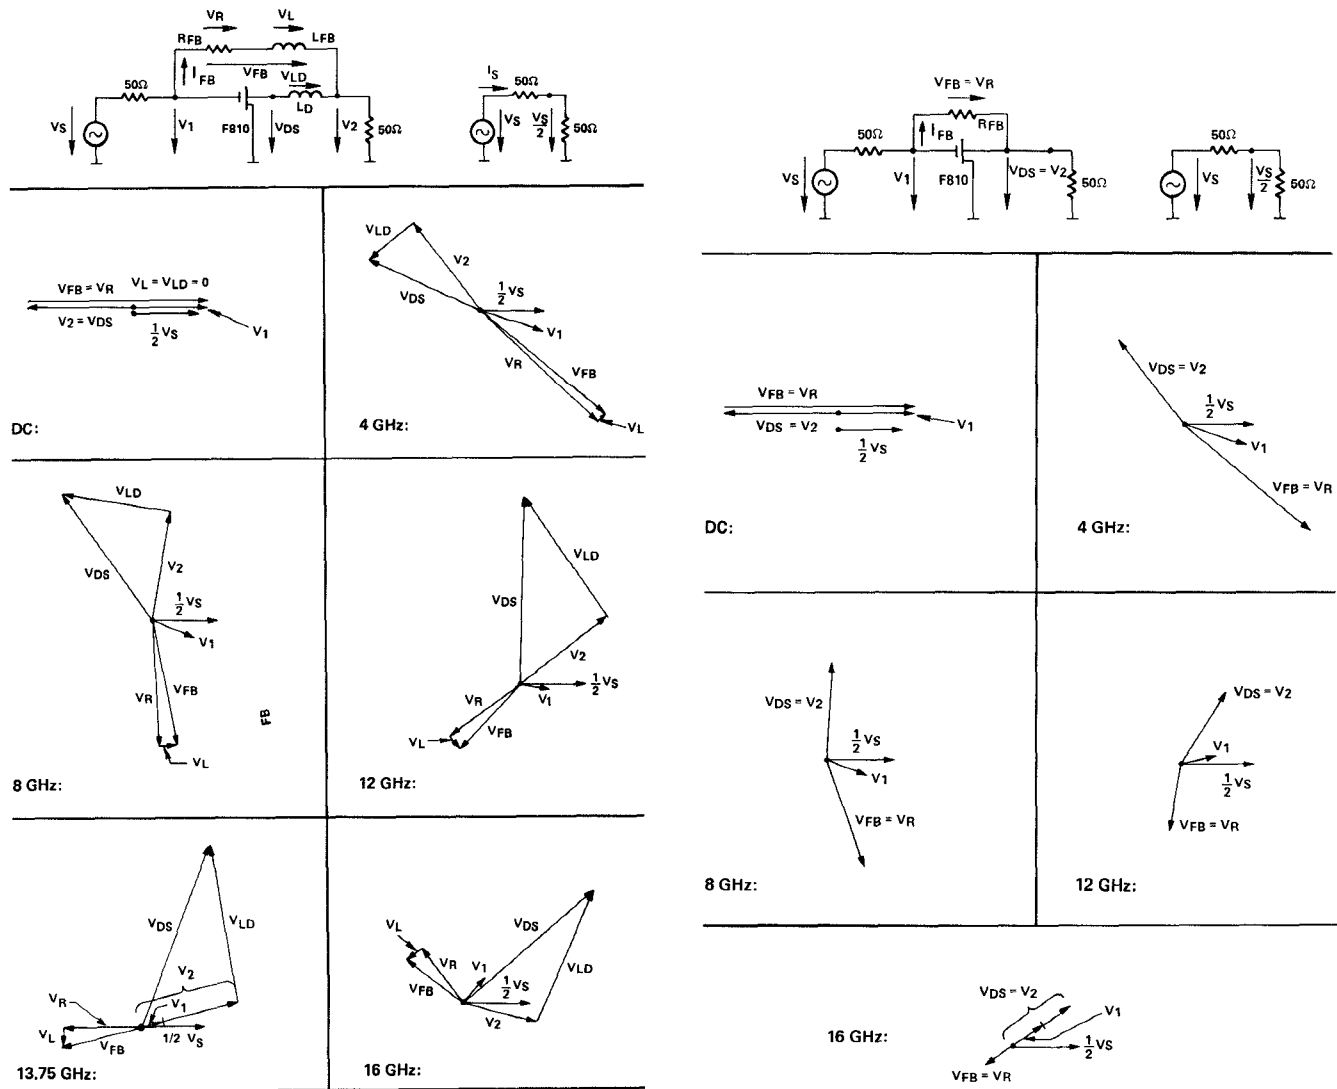 VR
VL
RFB
LFB
IFB
VFB
VLD
50Ω
LD
VS
V1
F810
VDS
V2
50Ω
IS
50Ω
VS
VS/2
50Ω
VFB = VR
VL = VLD = 0
V2 = VDS
1/2 VS
V1
DC:
VLD
V2
VDS
1/2 VS
V1
VR
VFB
VL
4 GHz:
VLD
VDS
V2
1/2 VS
V1
VR
VFB
VL
FB
8 GHz:
VLD
VDS
V2
VR
V1
1/2 VS
VFB
VL
12 GHz:
VDS
VLD
V2
VR
V1
VL
VFB
1/2 VS
13.75 GHz:
VL
VDS
VR
V1
VLD
VFB
1/2 VS
V2
16 GHz:
VFB = VR
50Ω
IFB
RFB
VS
V1
F810
VDS = V2
50Ω
50Ω
VS
VS/2
50Ω
VFB = VR
VDS = V2
1/2 VS
V1
DC:
VDS = V2
1/2 VS
V1
VFB = VR
4 GHz:
VDS = V2
1/2 VS
V1
VFB = VR
8 GHz:
VDS = V2
V1
1/2 VS
VFB = VR
12 GHz:
VDS = V2
V1
16 GHz:
1/2 VS
VFB = VR